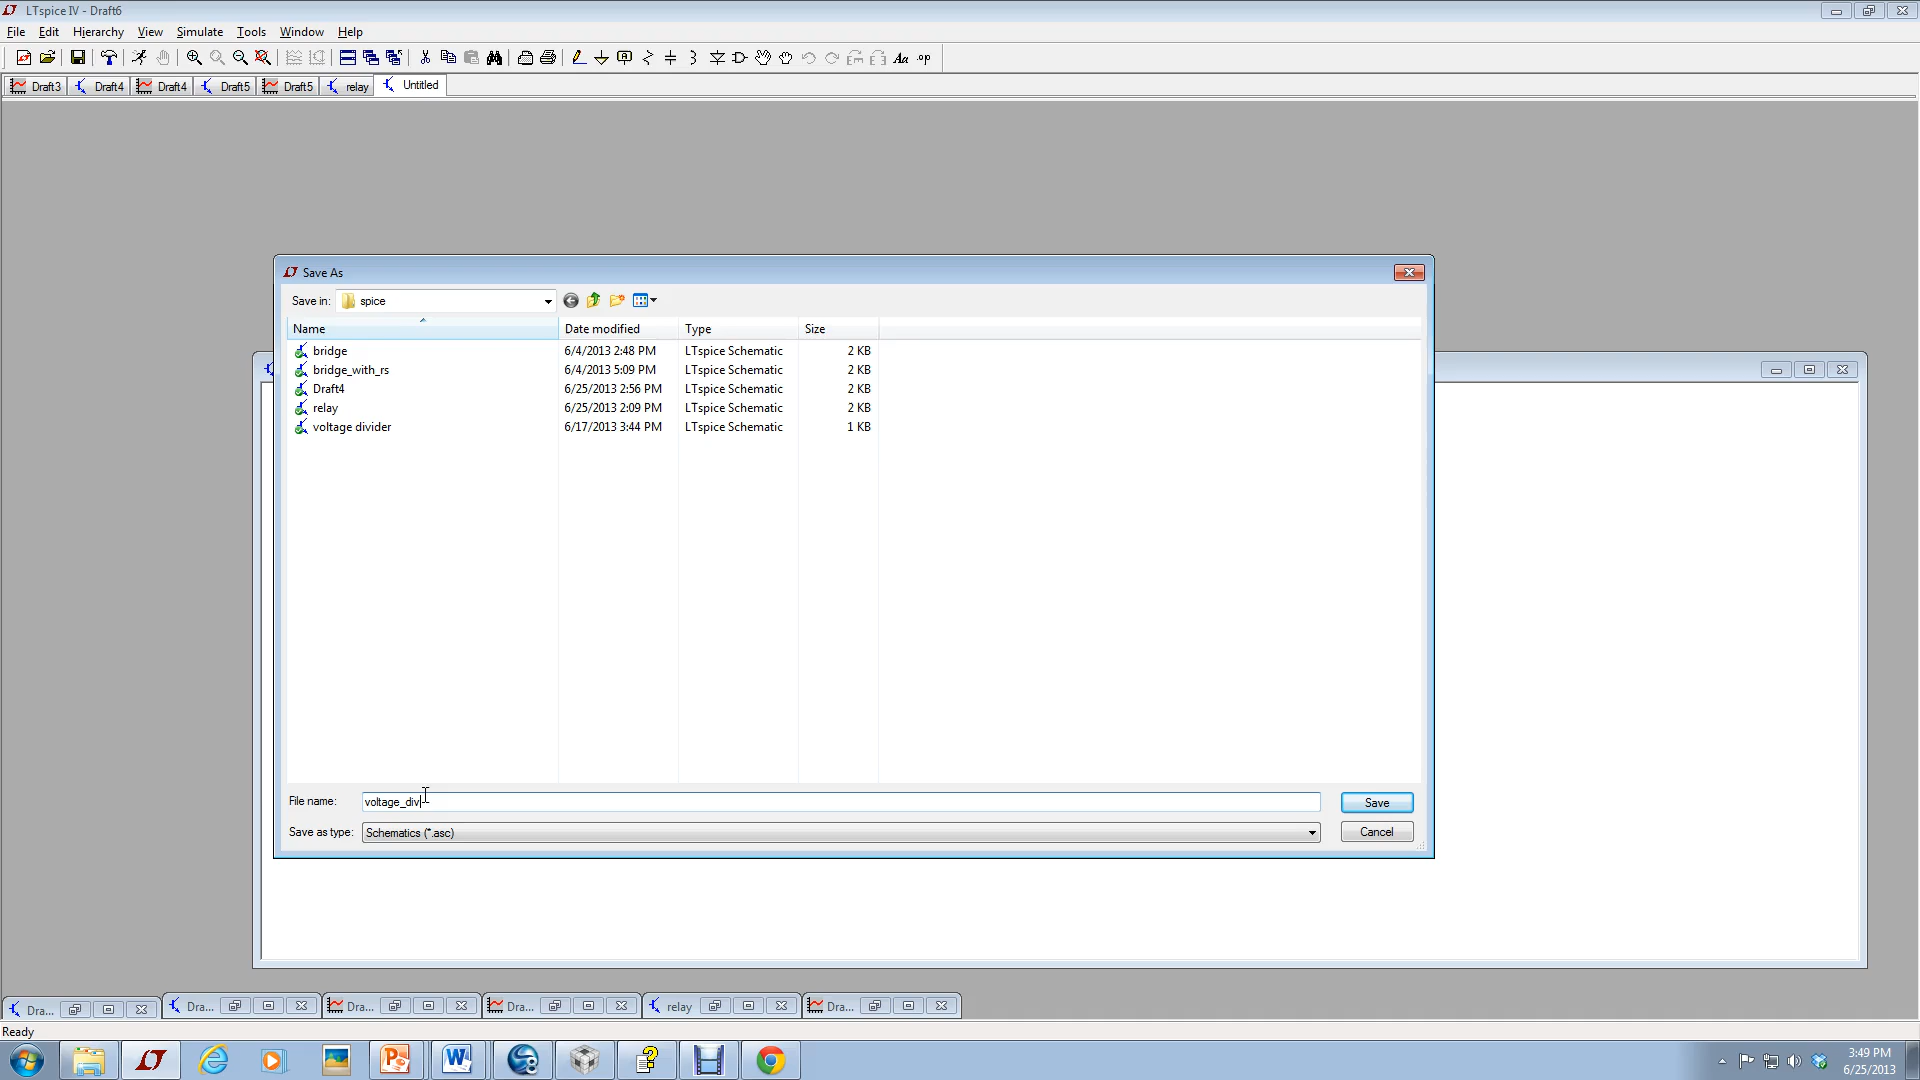 LTspice IV - Draft6
File Edit Hierarchy View Simulate Tools Window Help
Aa .op
Draft3 Draft4 Draft4 Draft5 Draft5 relay Untitled
Save As
Save in: spice
Name Date modified Type Size
bridge 6/4/2013 2:48 PM LTspice Schematic 2 KB
bridge_with_rs 6/4/2013 5:09 PM LTspice Schematic 2 KB
Draft4 6/25/2013 2:56 PM LTspice Schematic 2 KB
relay 6/25/2013 2:09 PM LTspice Schematic 2 KB
voltage divider 6/17/2013 3:44 PM LTspice Schematic 1 KB
File name: voltage_div Save
Save as type: Schematics (*.asc) Cancel
Dra... Dra... Dra... Dra... relay Dra...
Ready
3:49 PM
6/25/2013